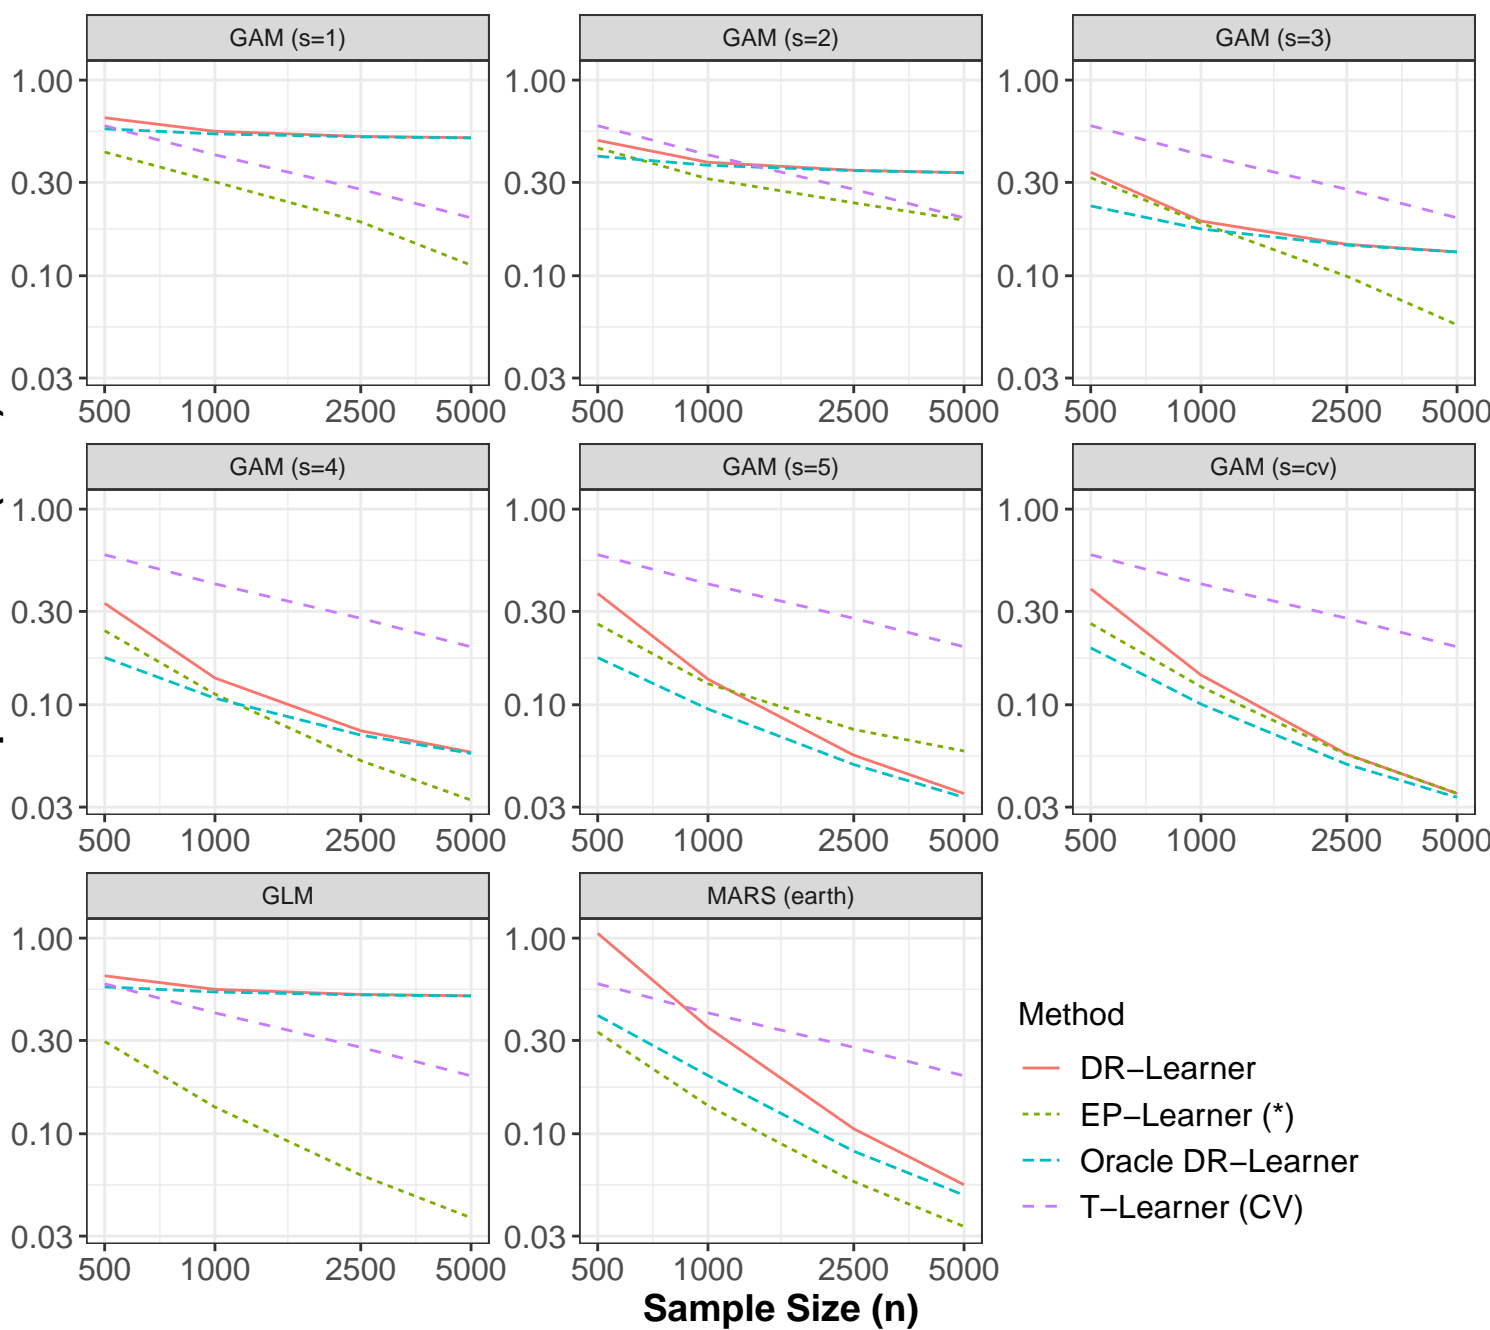 GAM (s=1) GAM (s=2) GAM (s=3)
1.00 1.00 1.00
0.30 0.30 0.30
0.10 0.10 0.10
0.03 0.03 0.03
500 1000 2500 5000 500 1000 2500 5000 500 1000 2500 5000
GAM (s=4) GAM (s=5) GAM (s=cv)
1.00 1.00 1.00
0.30 0.30 0.30
0.10 0.10 0.10
0.03 0.03 0.03
500 1000 2500 5000 500 1000 2500 5000 500 1000 2500 5000
GLM MARS (earth)
1.00 1.00
0.30 0.30
0.10 0.10
0.03 0.03
500 1000 2500 5000 500 1000 2500 5000
Sample Size (n)
Method
DR−Learner
EP−Learner (*)
Oracle DR−Learner
T−Learner (CV)